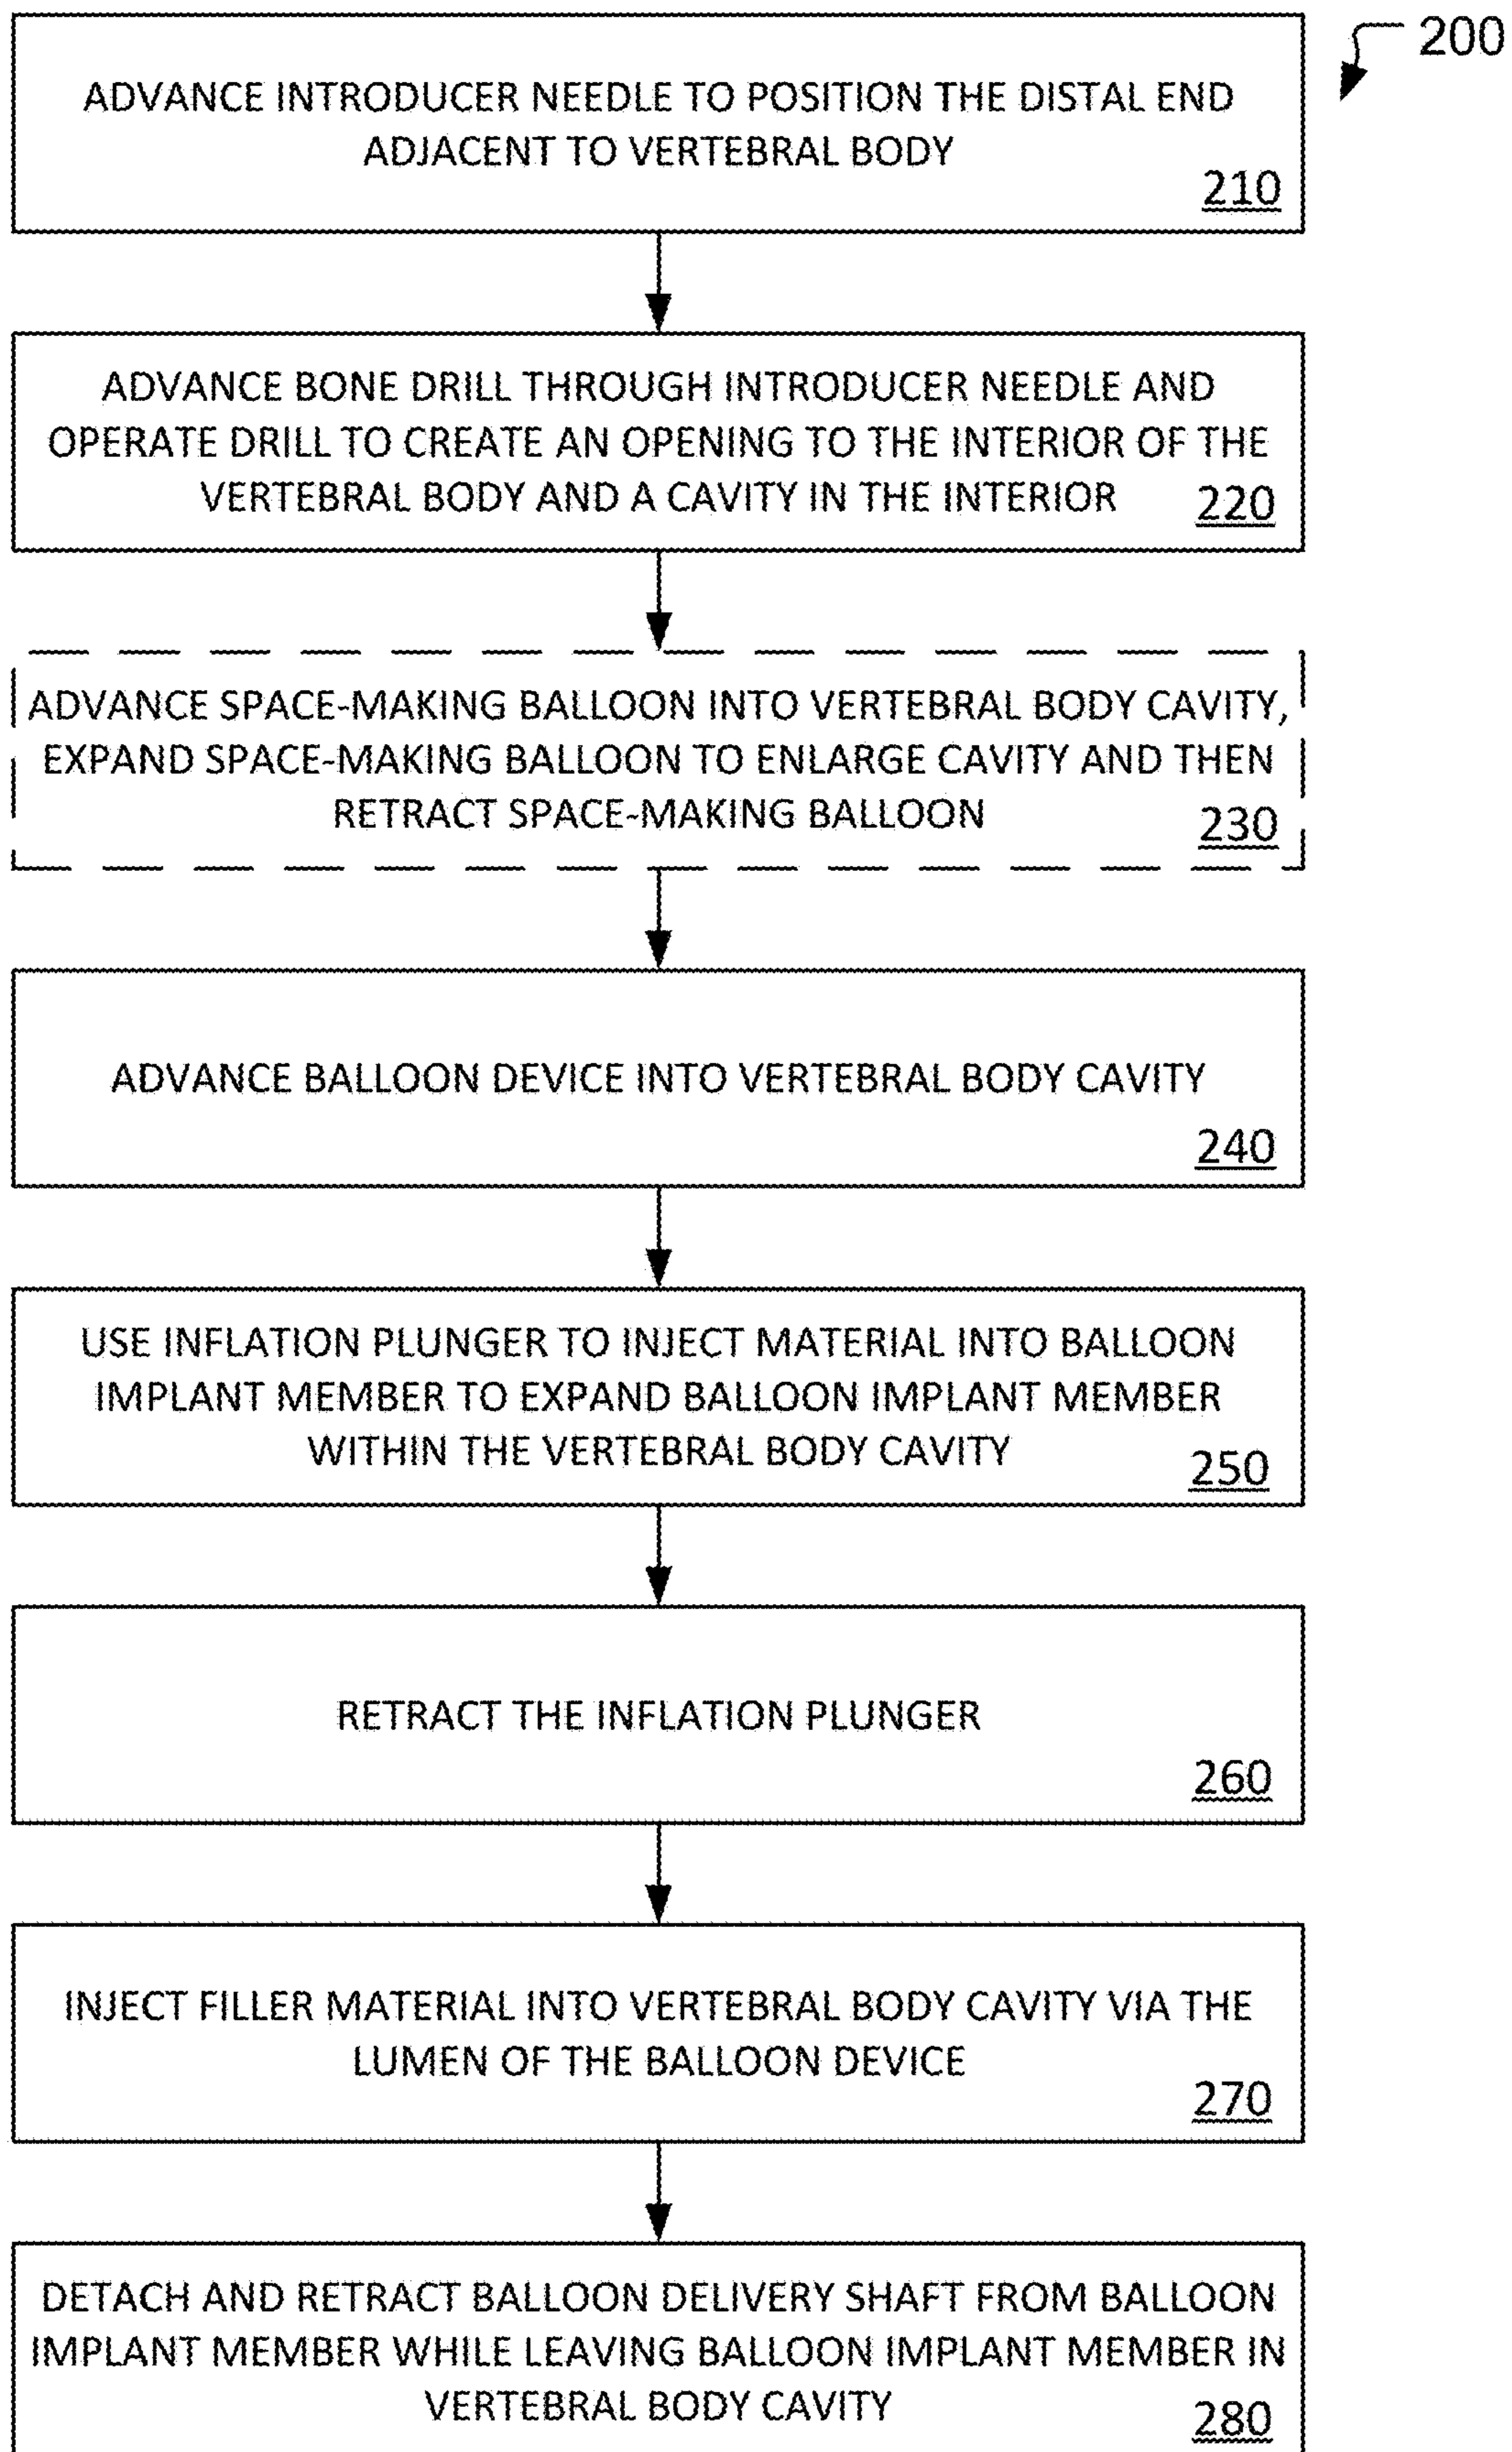 200
ADVANCE INTRODUCER NEEDLE TO POSITION THE DISTAL END
ADJACENT TO VERTEBRAL BODY
210
ADVANCE BONE DRILL THROUGH INTRODUCER NEEDLE AND
OPERATE DRILL TO CREATE AN OPENING TO THE INTERIOR OF THE
VERTEBRAL BODY AND A CAVITY IN THE INTERIOR
220
ADVANCE SPACE-MAKING BALLOON INTO VERTEBRAL BODY CAVITY,
EXPAND SPACE-MAKING BALLOON TO ENLARGE CAVITY AND THEN
RETRACT SPACE-MAKING BALLOON
230
ADVANCE BALLOON DEVICE INTO VERTEBRAL BODY CAVITY
240
USE INFLATION PLUNGER TO INJECT MATERIAL INTO BALLOON
IMPLANT MEMBER TO EXPAND BALLOON IMPLANT MEMBER
WITHIN THE VERTEBRAL BODY CAVITY
250
RETRACT THE INFLATION PLUNGER
260
INJECT FILLER MATERIAL INTO VERTEBRAL BODY CAVITY VIA THE
LUMEN OF THE BALLOON DEVICE
270
DETACH AND RETRACT BALLOON DELIVERY SHAFT FROM BALLOON
IMPLANT MEMBER WHILE LEAVING BALLOON IMPLANT MEMBER IN
VERTEBRAL BODY CAVITY
280